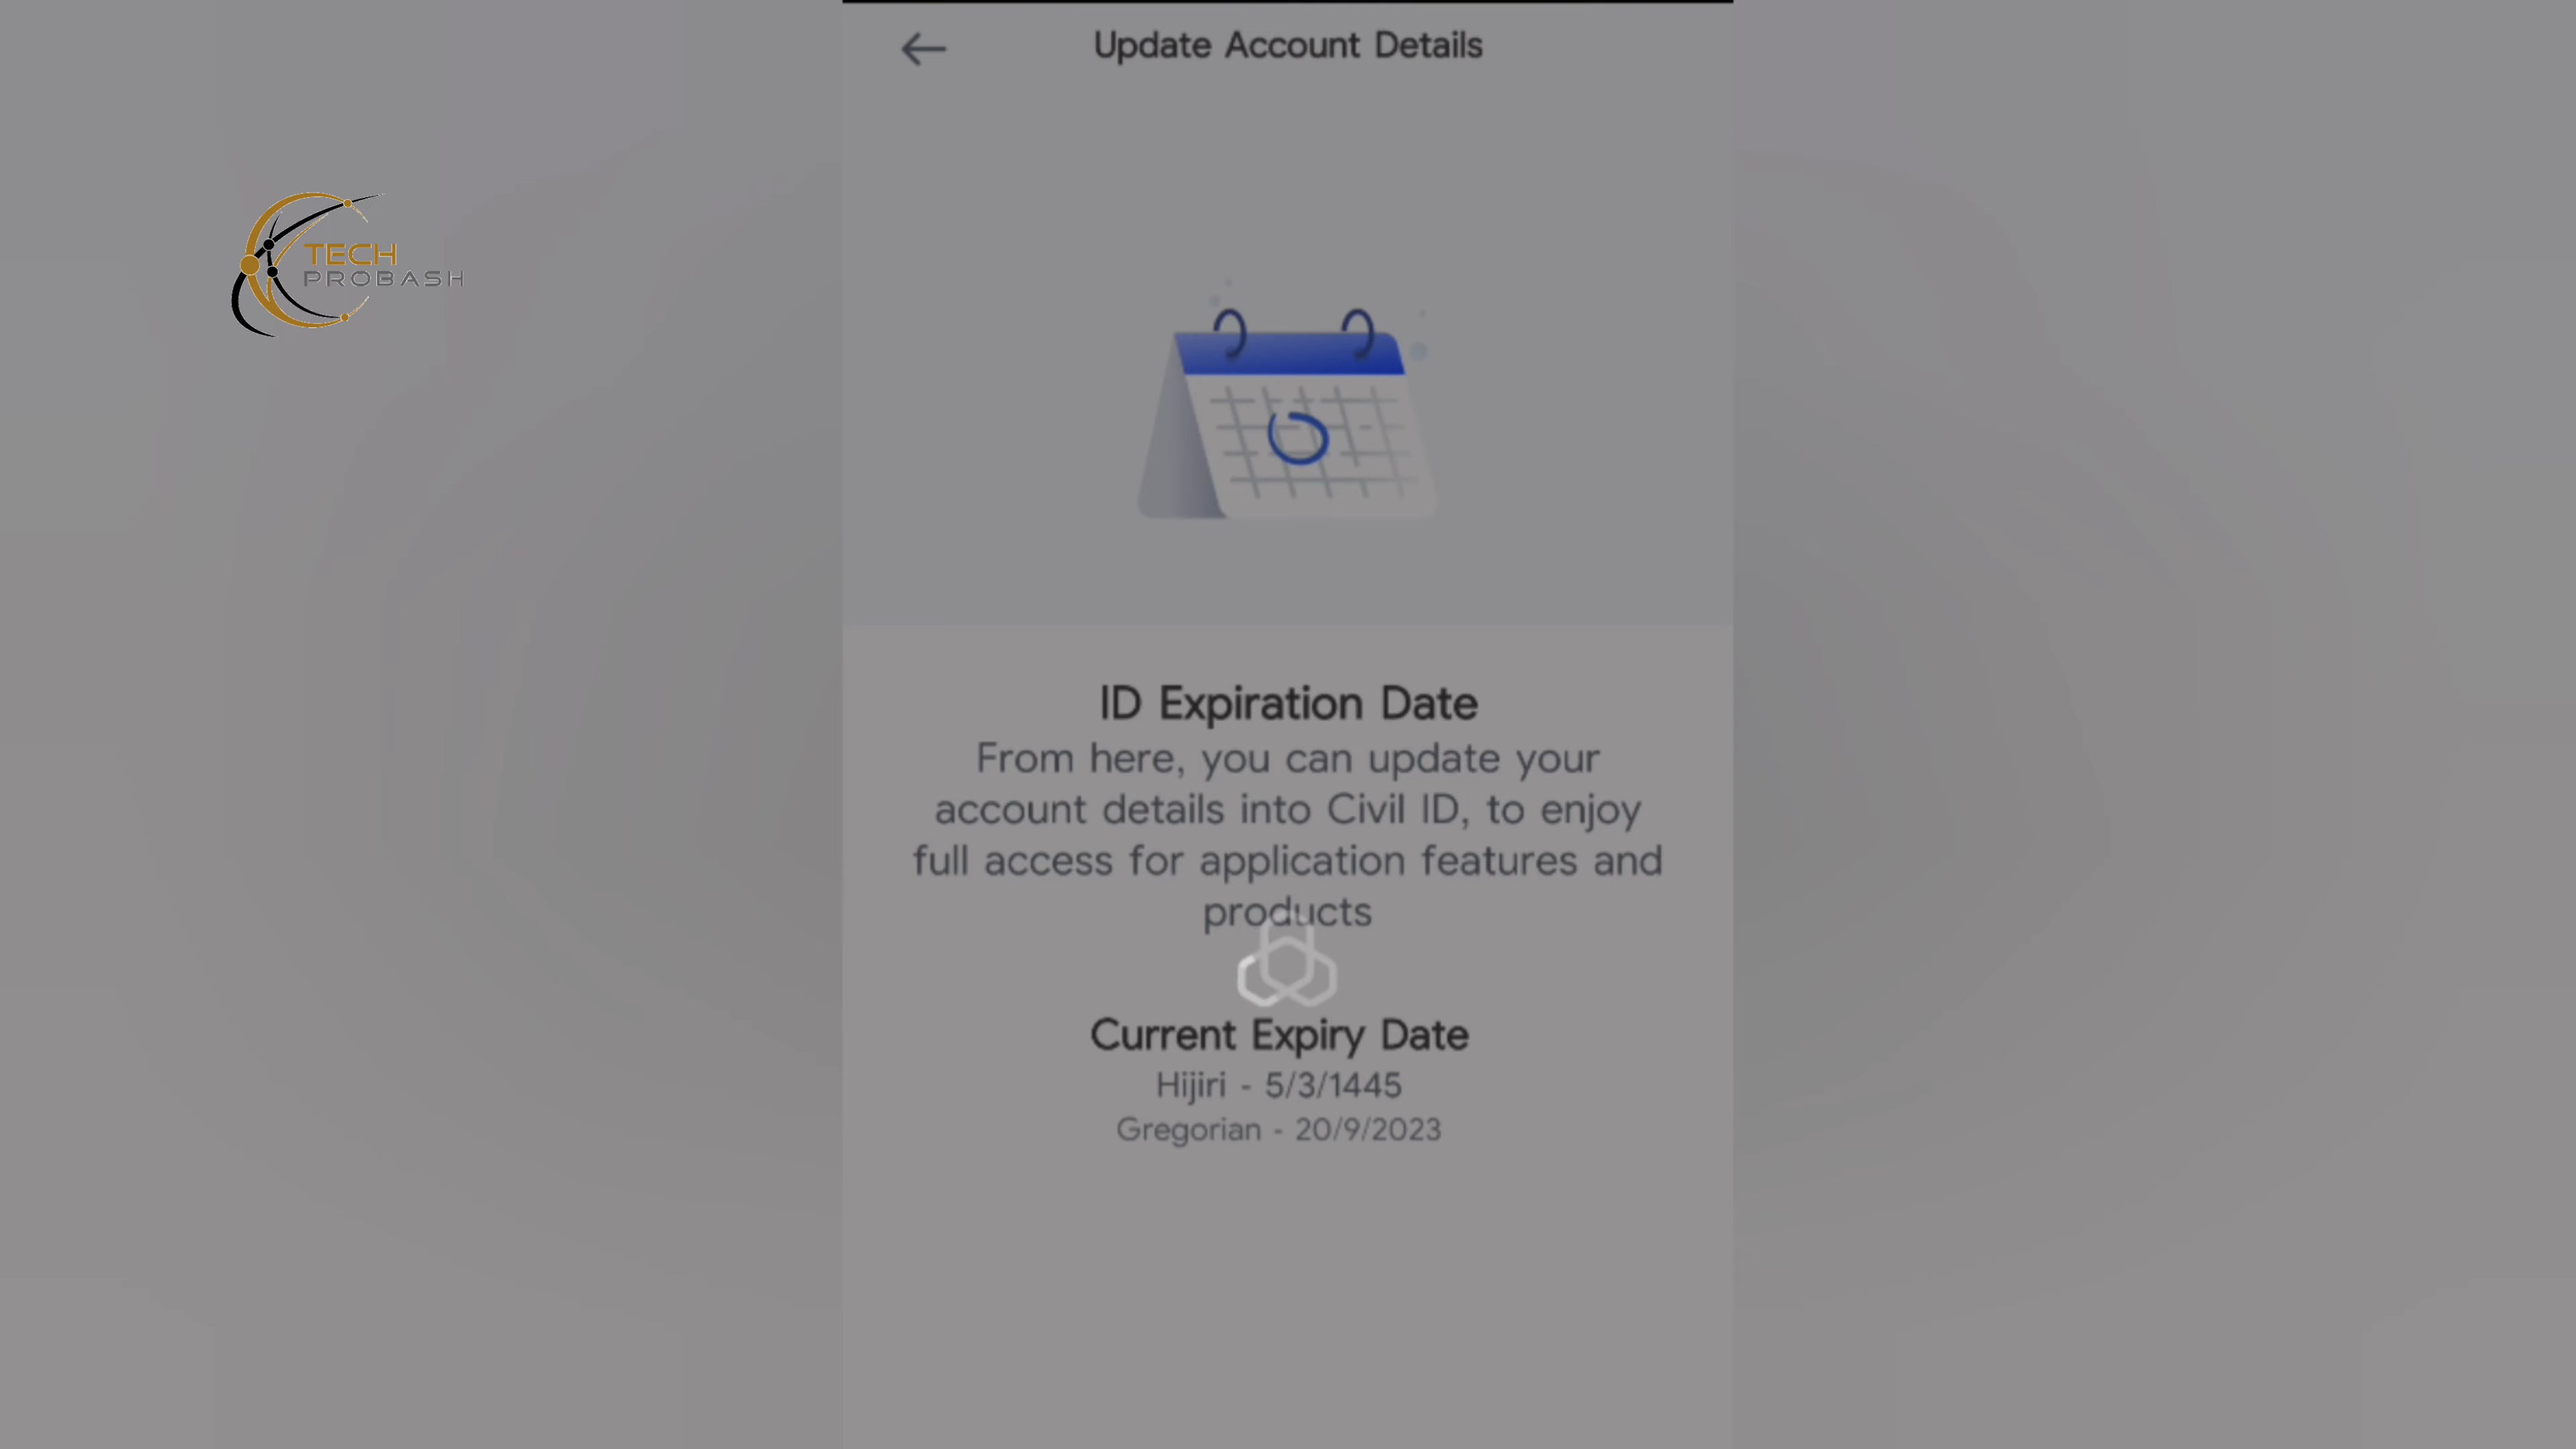 Update Account Details
TECH
PROBASH
ID Expiration Date
From here, you can update your
account details into Civil ID, to enjoy
full access for application features and
products
Current Expiry Date
Hijiri - 5/3/1445
Gregorian - 20/9/2023